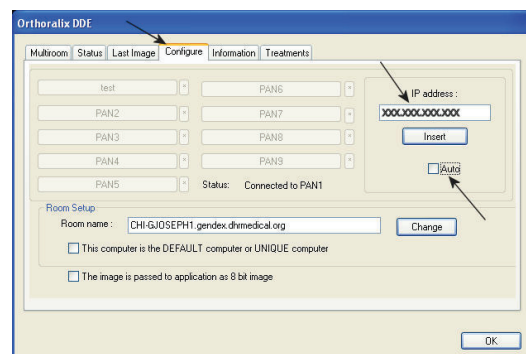 Orthoralix DDE
Multiroom Status Last Image Configure Information Treatments
test PAN6
PAN2 PAN7
PAN3 PAN8
PAN4 PAN9
PAN5 Status: Connected to PAN1
IP address :
XXX.XXX.XXX.XXX
Insert
Auto
Room Setup
Room name : CHI-GJOSEPH1.gendex.dhrmedical.org Change
This computer is the DEFAULT computer or UNIQUE computer
The image is passed to application as 8 bit image
OK